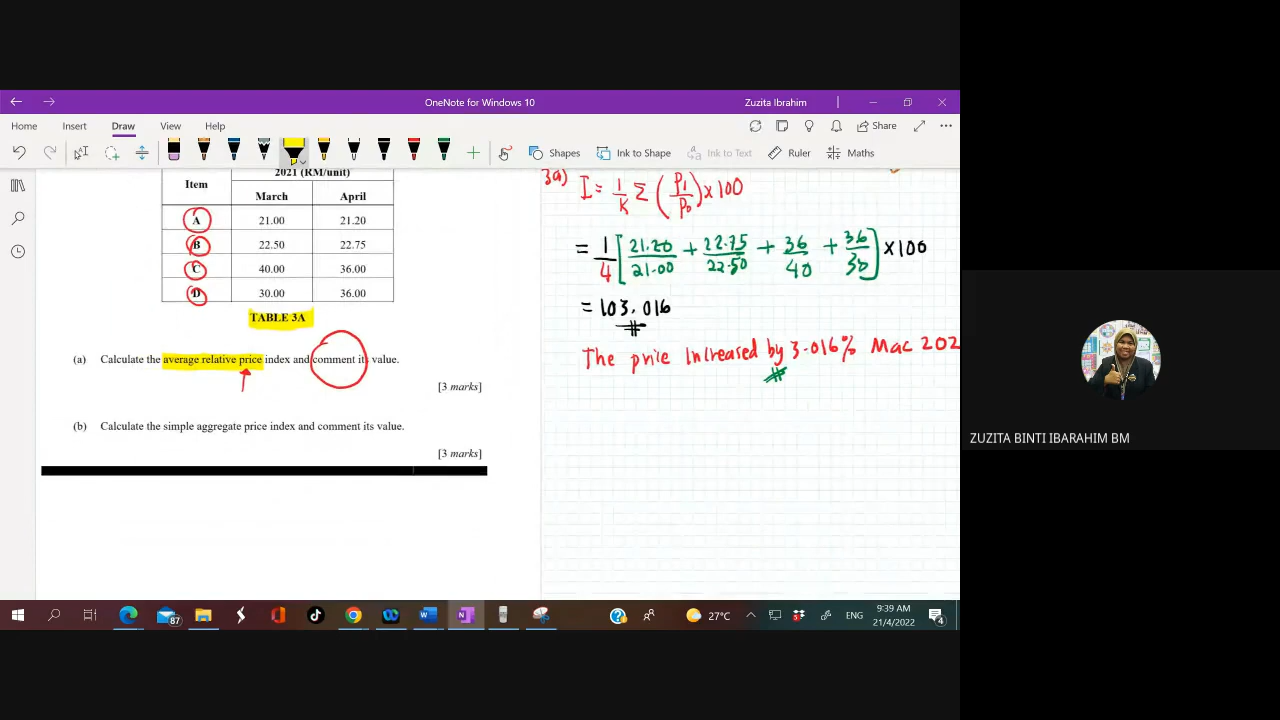 OneNote for Windows 10
Zuzita Ibrahim
Home Insert Draw View Help
Share
Shapes Ink to Shape Ink to Text Ruler Maths
Item 2021 (RM/unit)
March April
A 21.00 21.20
B 22.50 22.75
C 40.00 36.00
D 30.00 36.00
TABLE 3A
(a) Calculate the average relative price index and comment its value.
[3 marks]
(b) Calculate the simple aggregate price index and comment its value.
[3 marks]
3a) I = 1/K Σ (P1/P0) × 100
= 1/4 [21.20/21.00 + 22.75/22.50 + 36/40 + 36/30] × 100
= 103.016
The price increased by 3.016% Mac 202
ZUZITA BINTI IBARAHIM BM
87
27°C
5
ENG
9:39 AM
21/4/2022
4